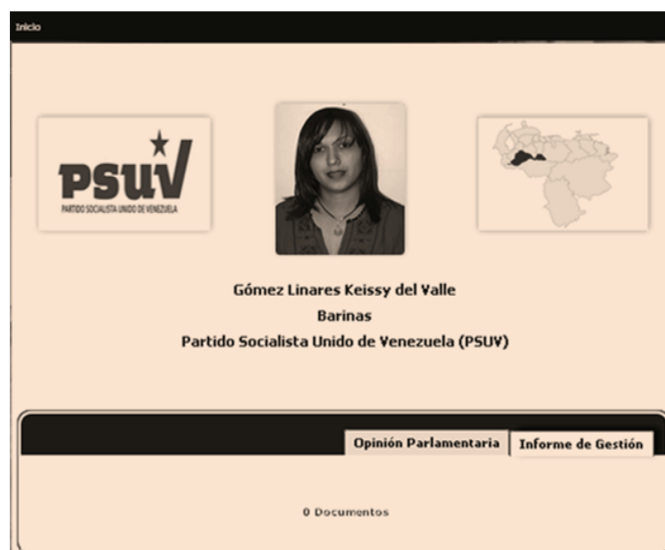 Inicio
PSUV
PARTIDO SOCIALISTA UNIDO DE VENEZUELA
Gómez Linares Keissy del Valle
Barinas
Partido Socialista Unido de Venezuela (PSUV)
Opinión Parlamentaria
Informe de Gestión
0 Documentos